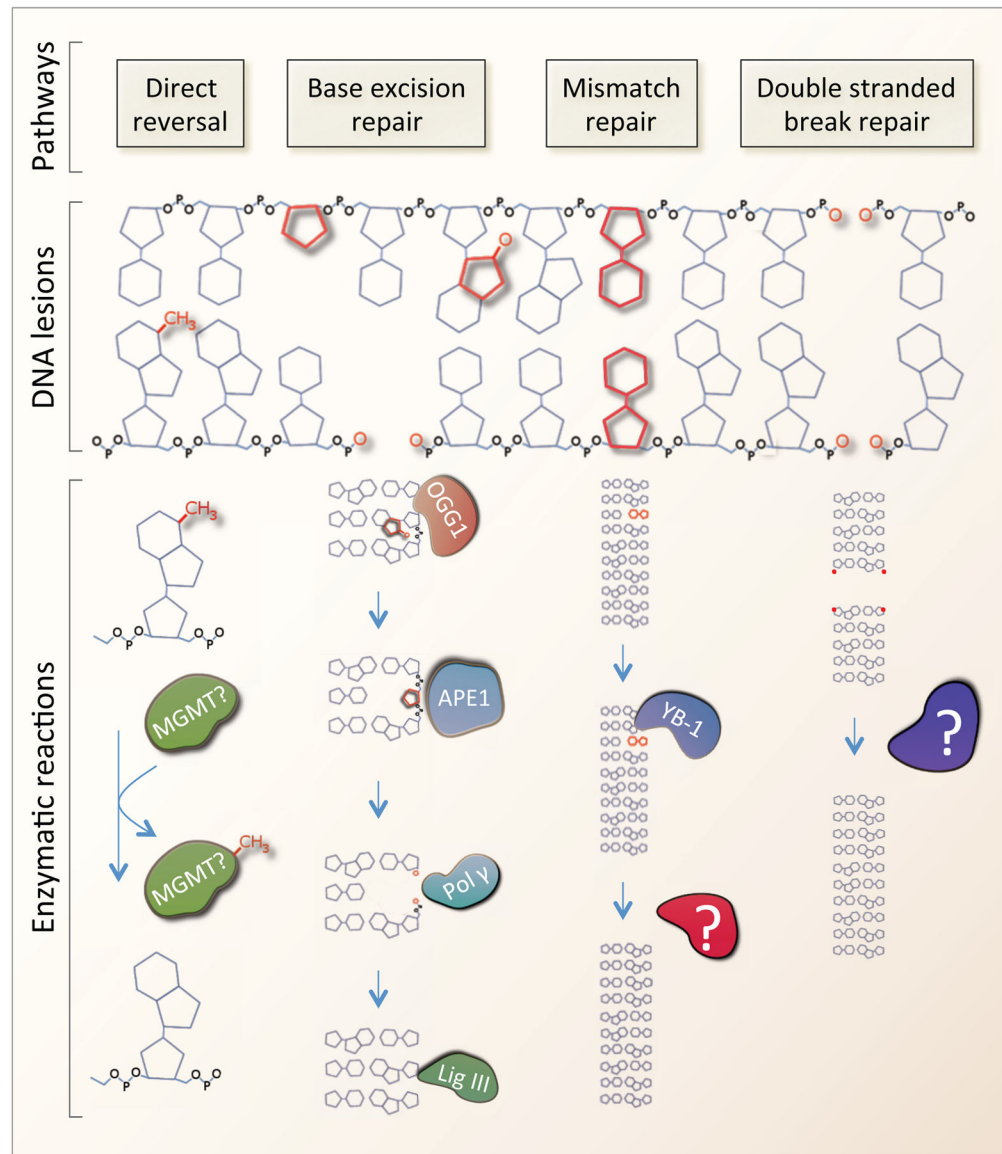 Pathways
Direct
reversal
Base excision
repair
Mismatch
repair
Double stranded
break repair
DNA lesions
P P P P P P P P P P
O O O O O O O O O O O
O
CH3
O P O P O P O O P O P O P O P O P O O P O
Enzymatic reactions
CH3
O P O O P O
MGMT?
MGMT?
CH3
O P O O P O
OGG1
APE1
Pol γ
Lig III
YB-1
?
?